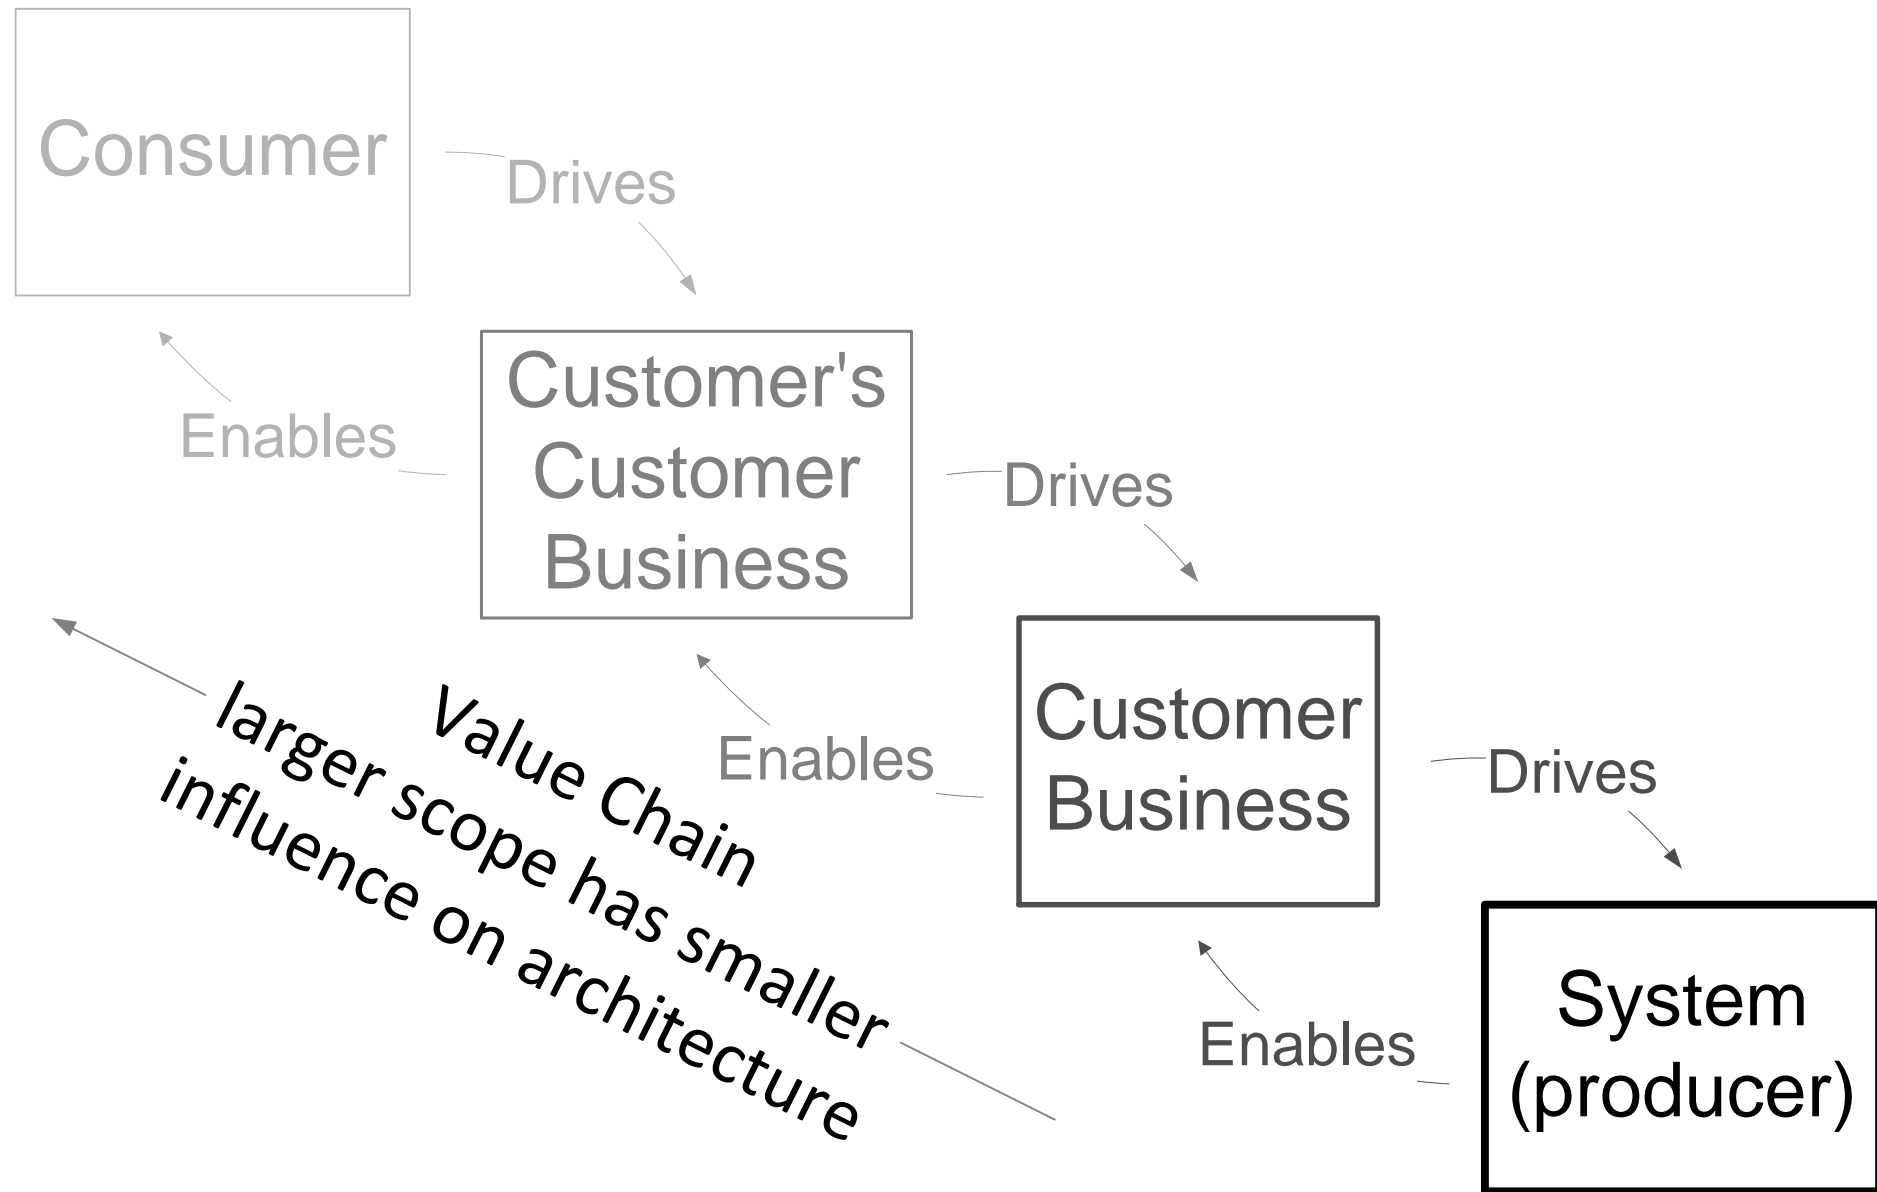 Consumer
Drives
Enables
Customer's
Customer
Business
Drives
Enables
Customer
Business
Drives
Enables
System
(producer)
Value Chain
larger scope has smaller
influence on architecture